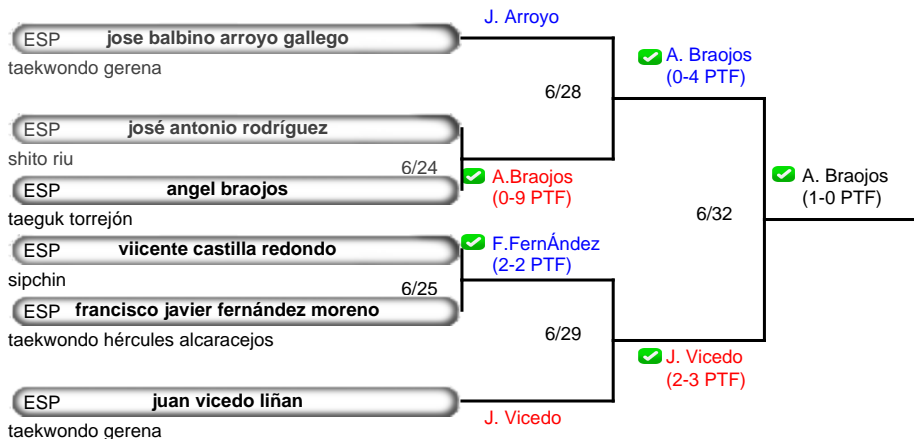 J. Arroyo
ESP jose balbino arroyo gallego
taekwondo gerena
A. Braojos
(0-4 PTF)
6/28
ESP josé antonio rodríguez
shito riu
6/24
ESP angel braojos
taeguk torrejón
A.Braojos
(0-9 PTF)
A. Braojos
(1-0 PTF)
6/32
ESP viicente castilla redondo
sipchin
F.FernÁndez
(2-2 PTF)
6/25
ESP francisco javier fernández moreno
taekwondo hércules alcaracejos
6/29
J. Vicedo
(2-3 PTF)
ESP juan vicedo liñan
taekwondo gerena
J. Vicedo